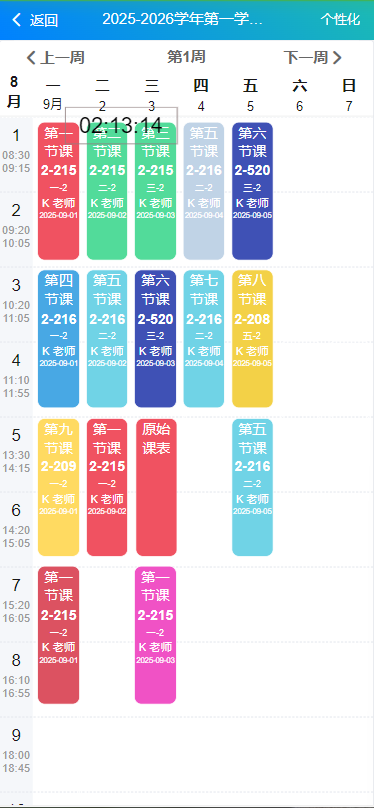 返回
2025-2026学年第一学...
个性化
上一周
第1周
下一周
8
月
一 二 三 四 五 六 日
9月 2 3 4 5 6 7
02:13:14
1
08:30
09:15
2
09:20
10:05
第一
节课
2-215
一-2
K 老师
2025-09-01
第二
节课
2-215
二-2
K 老师
2025-09-02
第二
节课
2-215
二-2
K 老师
2025-09-03
第五
节课
2-216
二-2
K 老师
2025-09-04
第六
节课
2-520
三-2
K 老师
2025-09-05
3
10:20
11:05
4
11:10
11:55
第四
节课
2-216
一-2
K 老师
2025-09-01
第五
节课
2-216
二-2
K 老师
2025-09-02
第六
节课
2-520
三-2
K 老师
2025-09-03
第七
节课
2-216
二-2
K 老师
2025-09-04
第八
节课
2-208
五-2
K 老师
2025-09-05
5
13:30
14:15
6
14:20
15:05
第九
节课
2-209
一-2
K 老师
2025-09-01
第一
节课
2-215
一-2
K 老师
2025-09-02
原始
课表
第五
节课
2-216
二-2
K 老师
2025-09-05
7
15:20
16:05
8
16:10
16:55
第一
节课
2-215
一-2
K 老师
2025-09-01
第一
节课
2-215
一-2
K 老师
2025-09-03
9
18:00
18:45